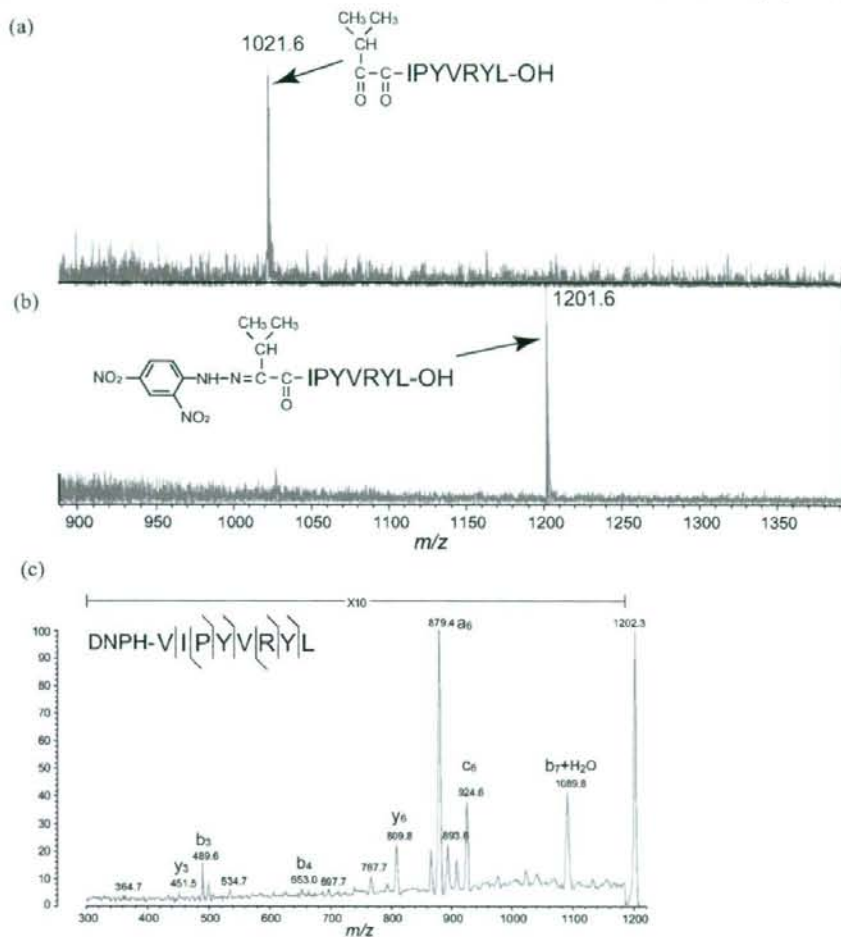 (a)
1021.6
CH₃ CH₃
CH
C–C–IPYVRYL-OH
O O
(b)
1201.6
CH₃ CH₃
CH
NO₂ NH–N=C–C–IPYVRYL-OH
O
NO₂
900 950 1000 1050 1100 1150 1200 1250 1300 1350
m/z
(c)
X10
100 879.4 a₆ 1202.3
DNPH-V I P Y V R Y L
90
80
70
60
50
c₆ b₇+H₂O
40 924.6 1089.8
30 y₆
b₃ 809.8 893.6
20 y₃ 489.6 b₄
10 364.7 451.5 534.7 653.0 697.7 767.7
0
300 400 500 600 700 800 900 1000 1100 1200
m/z